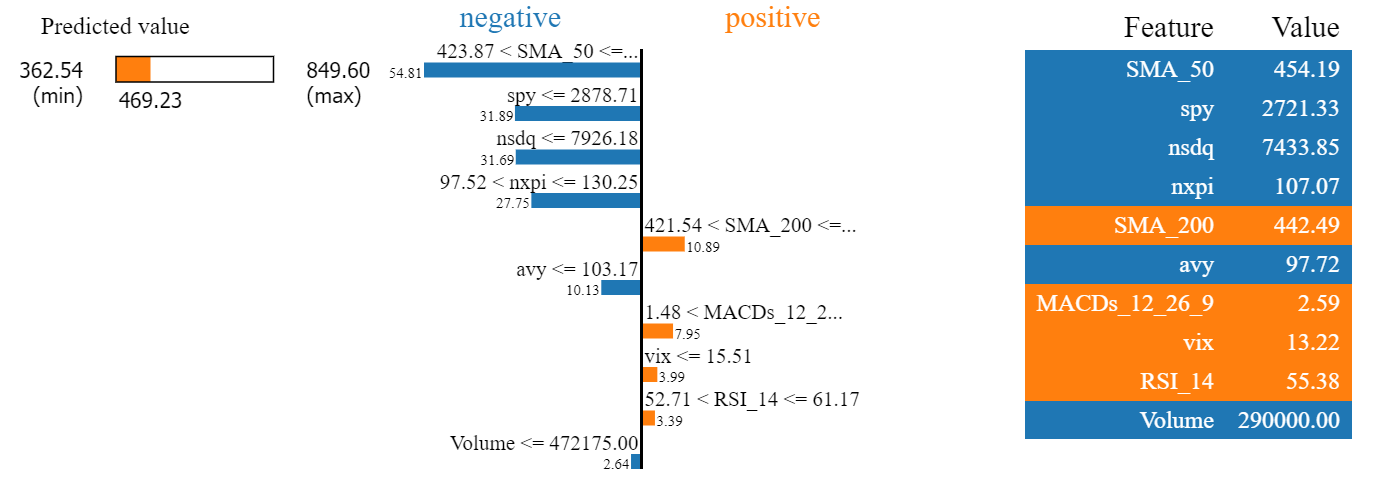 Predicted value
362.54
(min)
469.23
849.60
(max)
negative
positive
423.87 < SMA_50 <=...
54.81
spy <= 2878.71
31.89
nsdq <= 7926.18
31.69
97.52 < nxpi <= 130.25
27.75
421.54 < SMA_200 <=...
10.89
avy <= 103.17
10.13
1.48 < MACDs_12_2...
7.95
vix <= 15.51
3.99
52.71 < RSI_14 <= 61.17
3.39
Volume <= 472175.00
2.64
Feature Value
SMA_50 454.19
spy 2721.33
nsdq 7433.85
nxpi 107.07
SMA_200 442.49
avy 97.72
MACDs_12_26_9 2.59
vix 13.22
RSI_14 55.38
Volume 290000.00